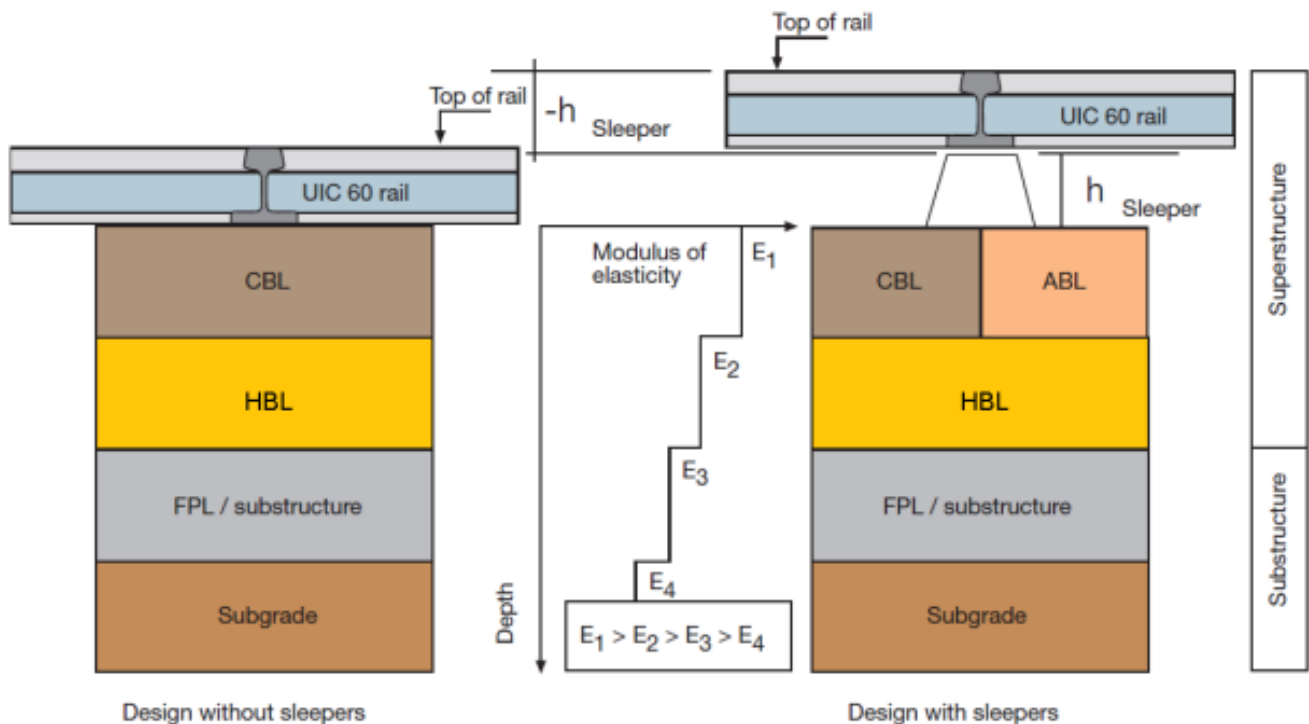 Top of rail
Top of rail
-h Sleeper
UIC 60 rail
UIC 60 rail
h Sleeper
Modulus of
elasticity
E1
CBL
CBL
ABL
Superstructure
E2
HBL
HBL
E3
FPL / substructure
FPL / substructure
E4
Subgrade
Subgrade
Substructure
Depth
E1 > E2 > E3 > E4
Design without sleepers
Design with sleepers